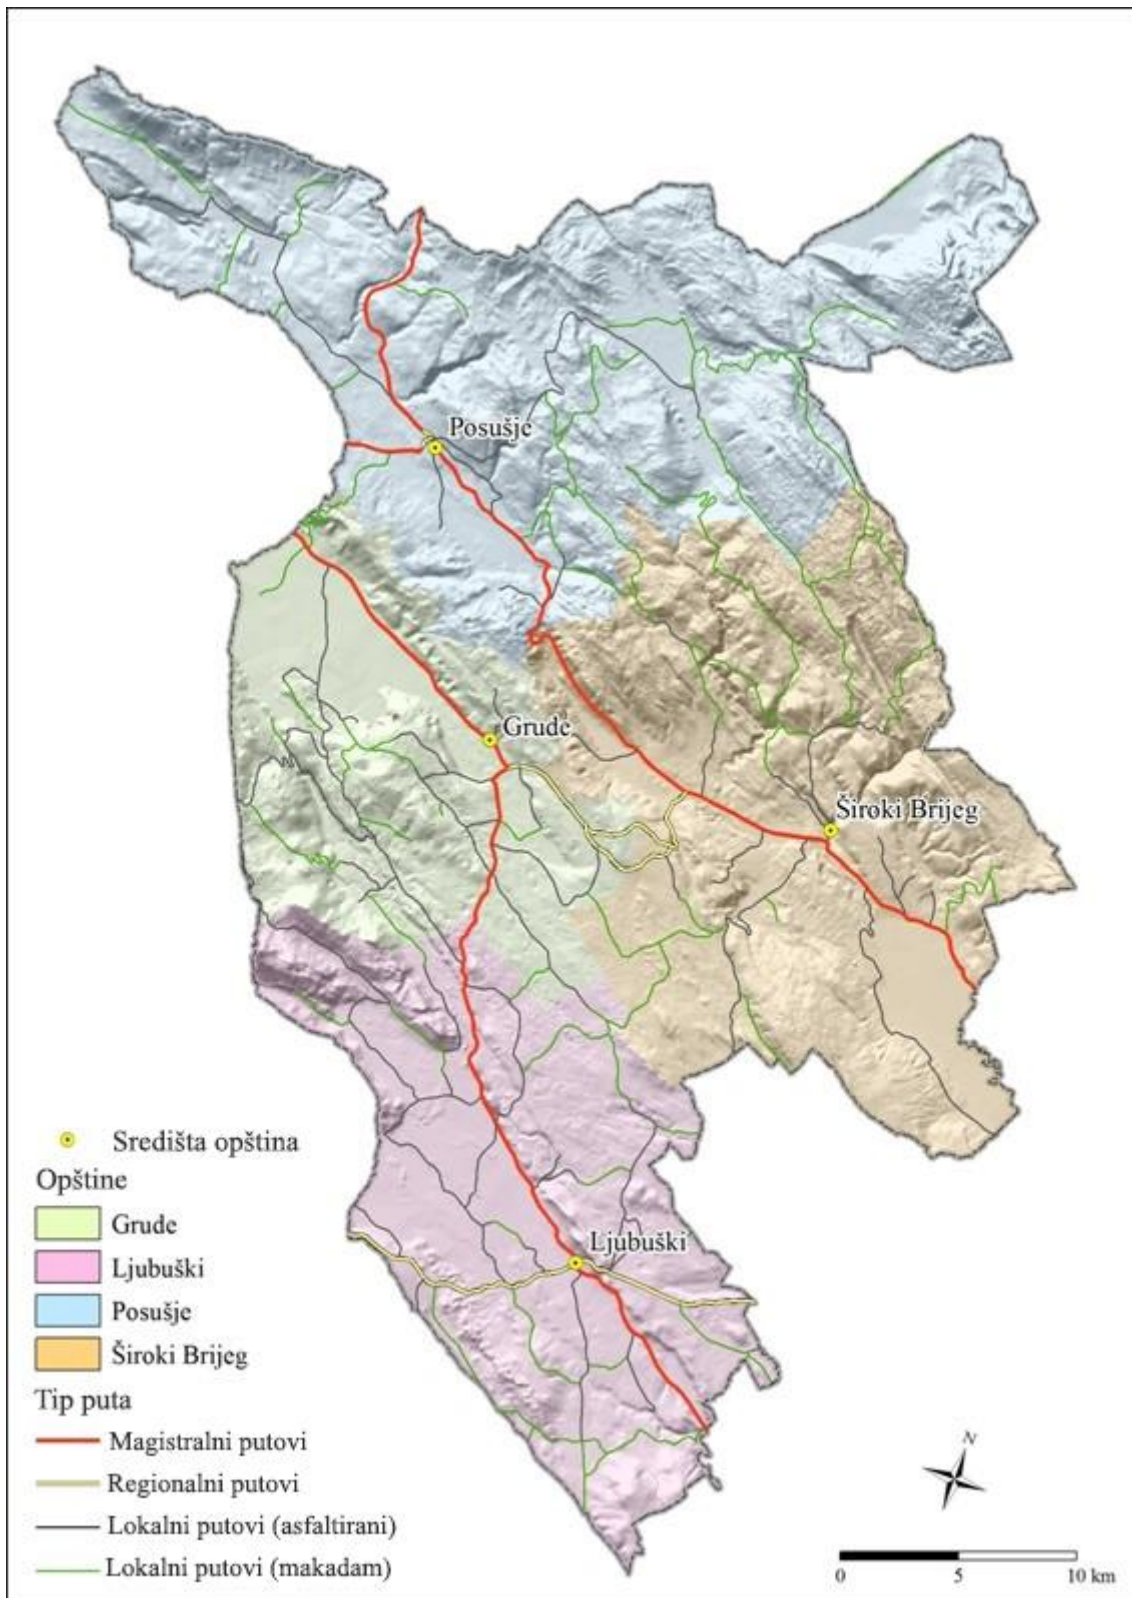 Posušje
Grude
Široki Brijeg
Ljubuški
Središta opština
Opštine
Grude
Ljubuški
Posušje
Široki Brijeg
Tip puta
Magistralni putovi
Regionalni putovi
Lokalni putovi (asfaltirani)
Lokalni putovi (makadam)
N
0 5 10 km